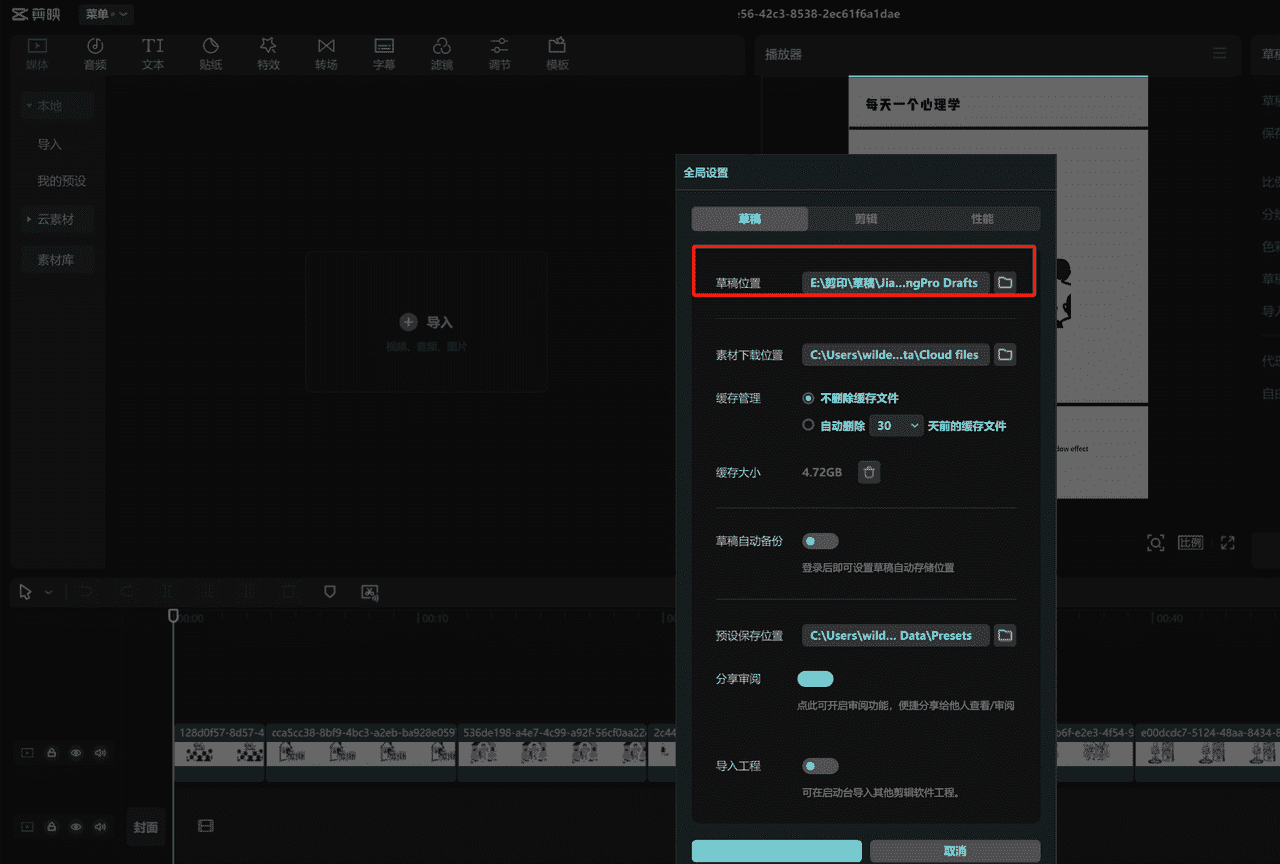 剪映
菜单
e56-42c3-8538-2ec61f6a1dae
媒体
音频
文本
贴纸
特效
转场
字幕
滤镜
调节
模板
播放器
本地
导入
我的预设
云素材
素材库
导入
视频、音频、图片
每天一个心理学
全局设置
草稿 剪辑 性能
草稿位置 E:\剪印\草稿\Jia...ngPro Drafts
素材下载位置 C:\Users\wilde...ta\Cloud files
缓存管理 不删除缓存文件
自动删除 30 天前的缓存文件
缓存大小 4.72GB
草稿自动备份
登录后即可设置草稿自动存储位置
预设保存位置 C:\Users\wild... Data\Presets
分享审阅
点此可开启审阅功能，便捷分享给他人查看/审阅
导入工程
可在启动台导入其他剪辑软件工程。
取消
dow effect
比例
00:00
00:10
00:40
128d0f57-8d57-4
cca5cc38-8bf9-4bc3-a2eb-ba928e059
536de198-a4e7-4c99-a92f-56cf0aa22
2c44
b6f-e2e3-4f54-9
e00dcdc7-5124-48aa-8434-8
封面